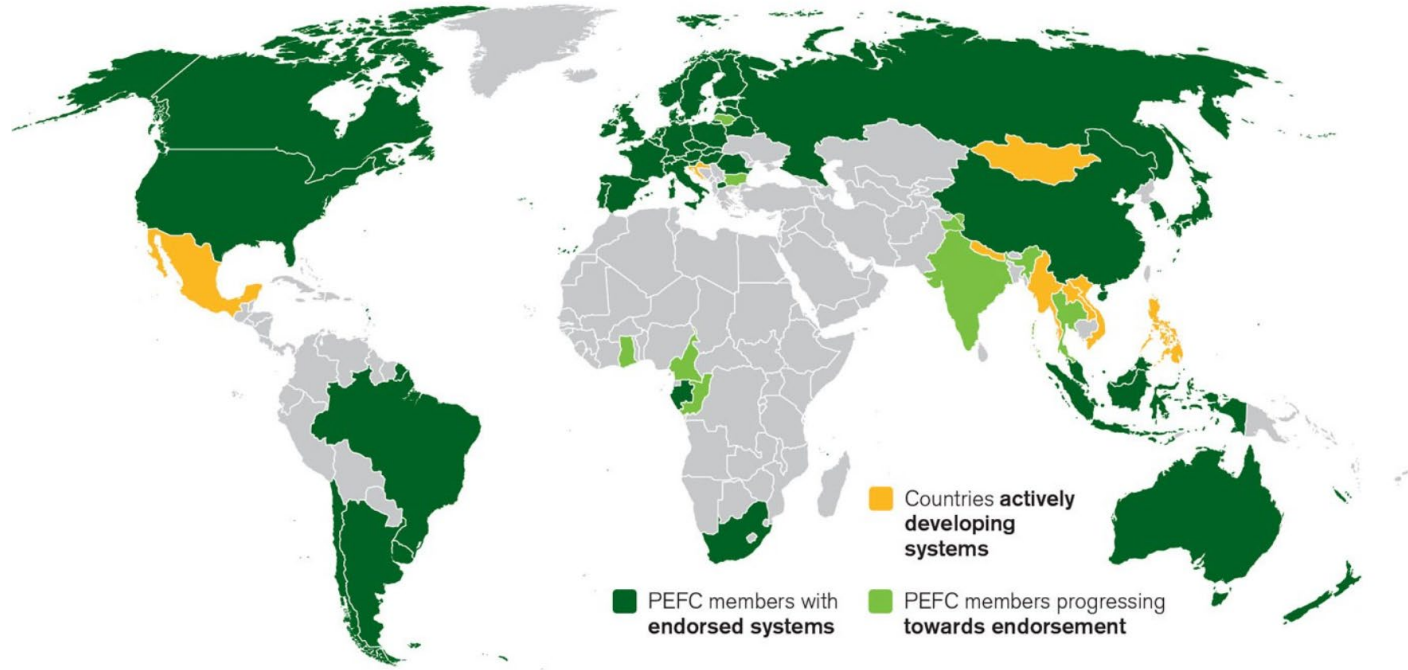 Countries actively
developing
systems
PEFC members with
endorsed systems
PEFC members progressing
towards endorsement